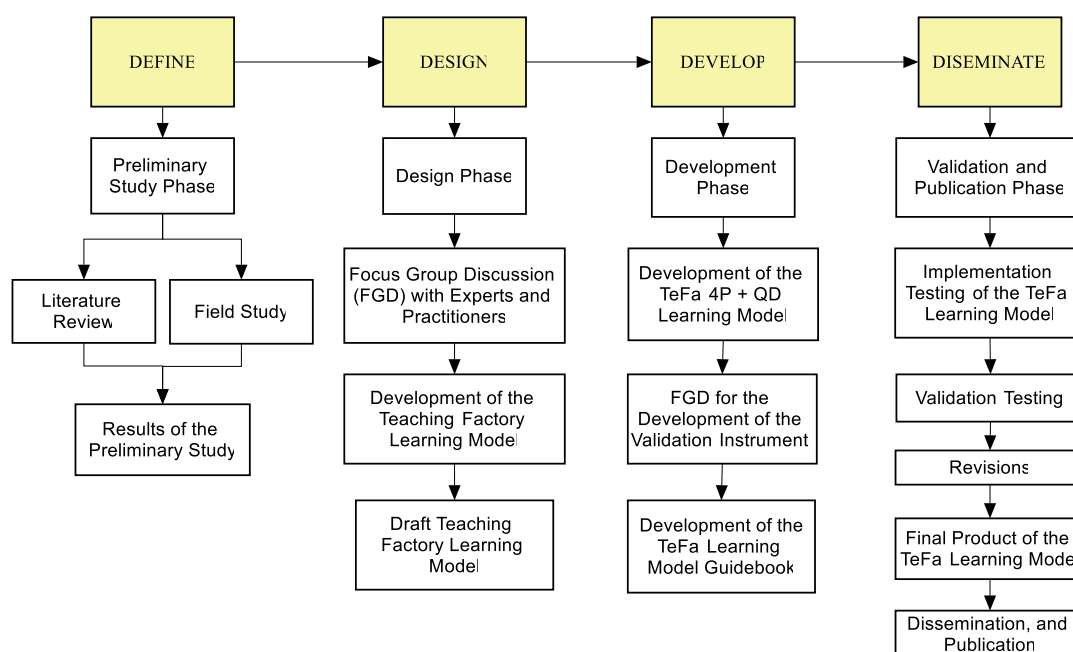 DEFINE
DESIGN
DEVELOP
DISEMINATE
Preliminary
Study Phase
Literature
Review
Field Study
Results of the
Preliminary Study
Design Phase
Focus Group Discussion
(FGD) with Experts and
Practitioners
Development of the
Teaching Factory
Learning Model
Draft Teaching
Factory Learning
Model
Development
Phase
Development of the
TeFa 4P + QD
Learning Model
FGD for the
Development of the
Validation Instrument
Development of the
TeFa Learning
Model Guidebook
Validation and
Publication Phase
Implementation
Testing of the TeFa
Learning Model
Validation Testing
Revisions
Final Product of the
TeFa Learning Model
Dissemination, and
Publication